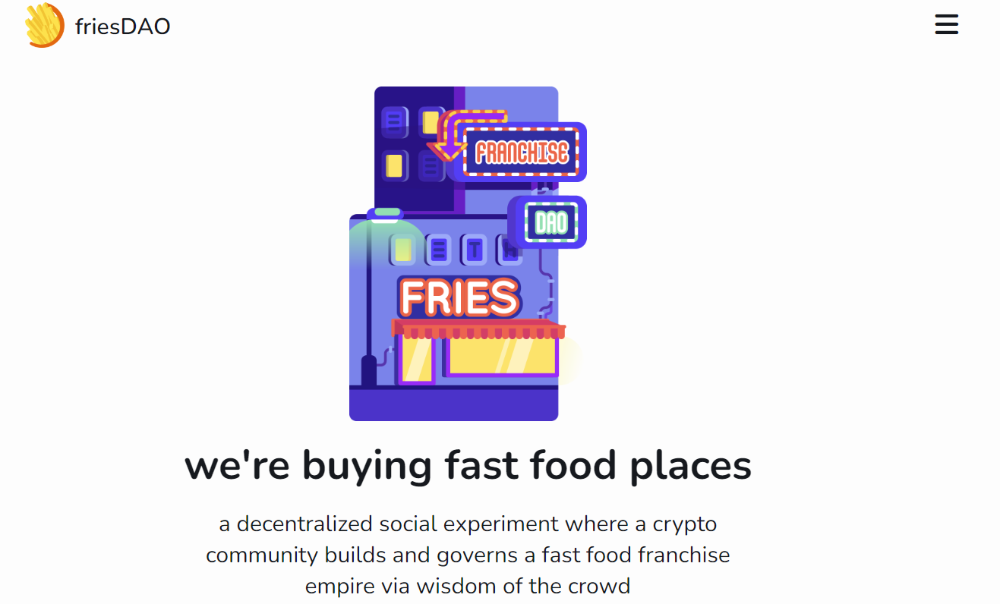 friesDAO
FRANCHISE
DAO
ETH
FRIES
we're buying fast food places
a decentralized social experiment where a crypto
community builds and governs a fast food franchise
empire via wisdom of the crowd